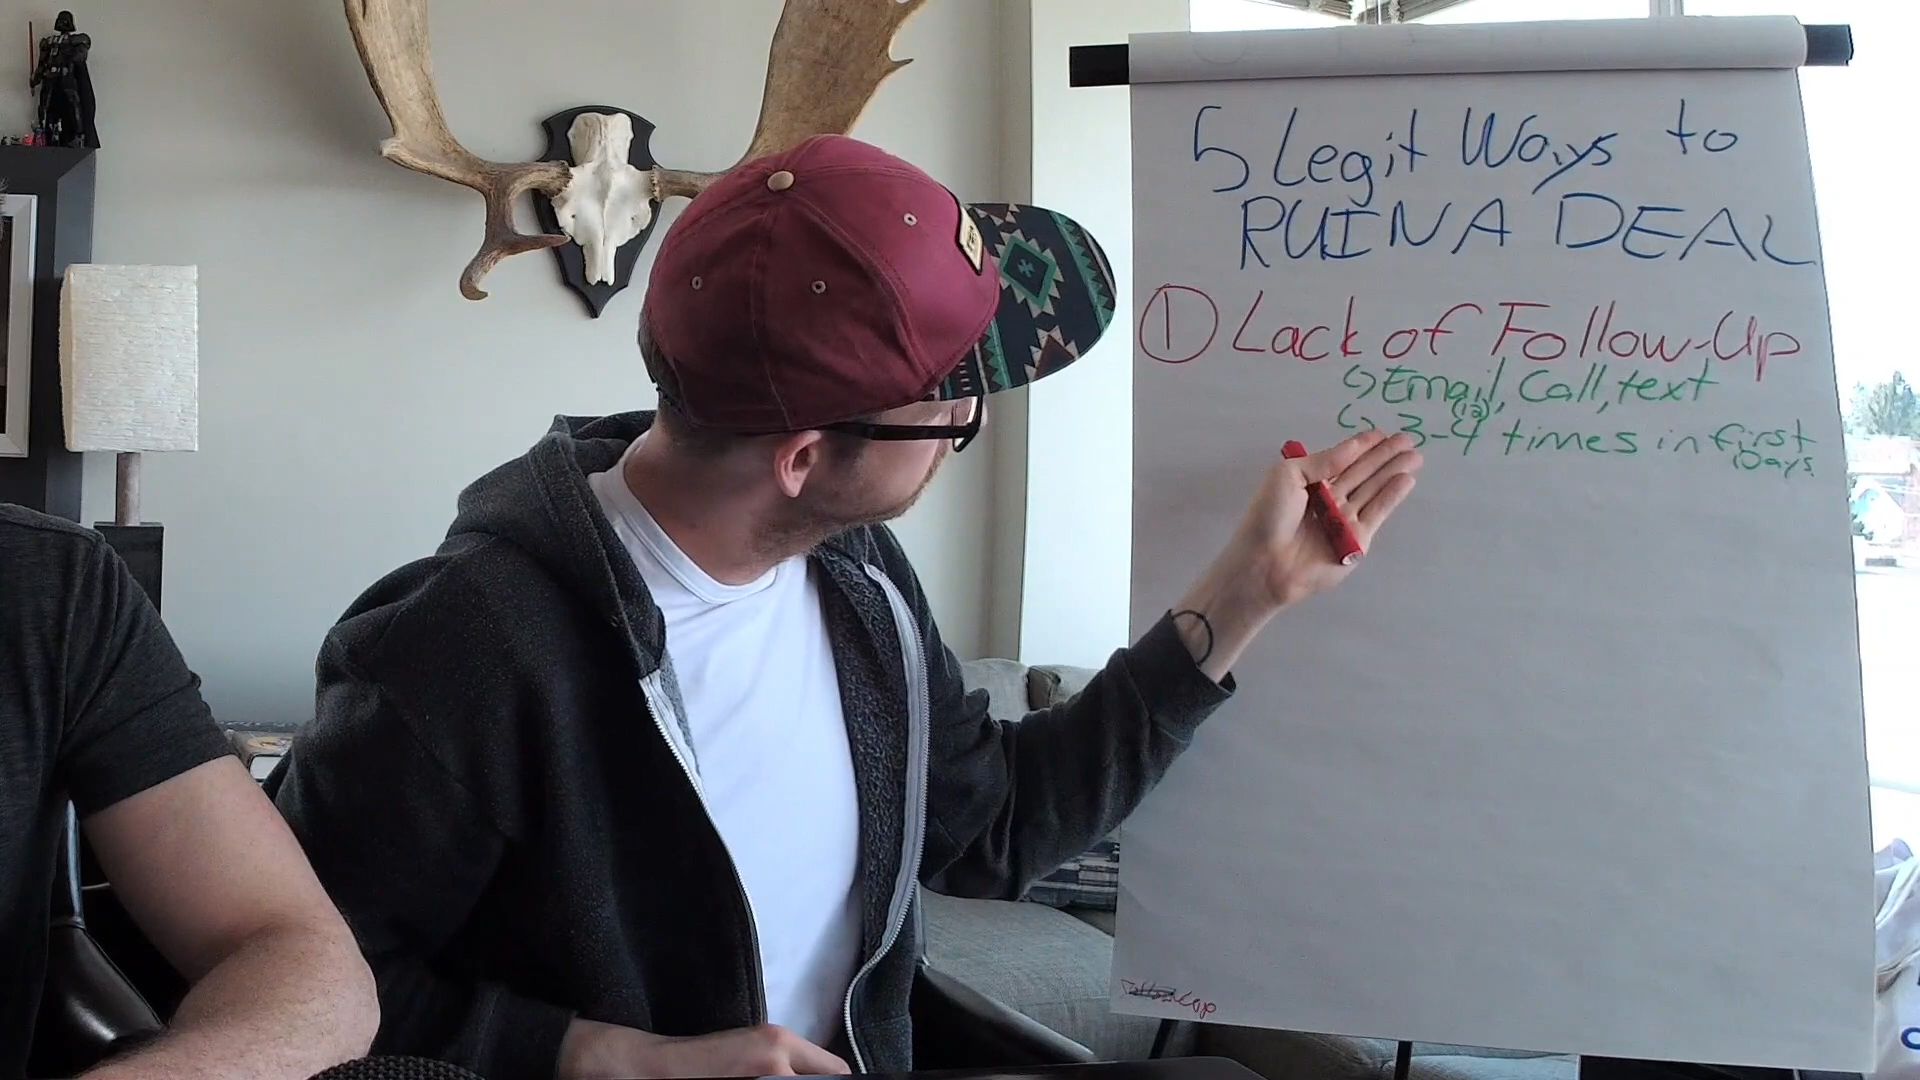 5 Legit Ways to
RUIN A DEAL
① Lack of Follow-Up
↳ Email, Call, text
(12)
↳ 3-4 times in first
10 days